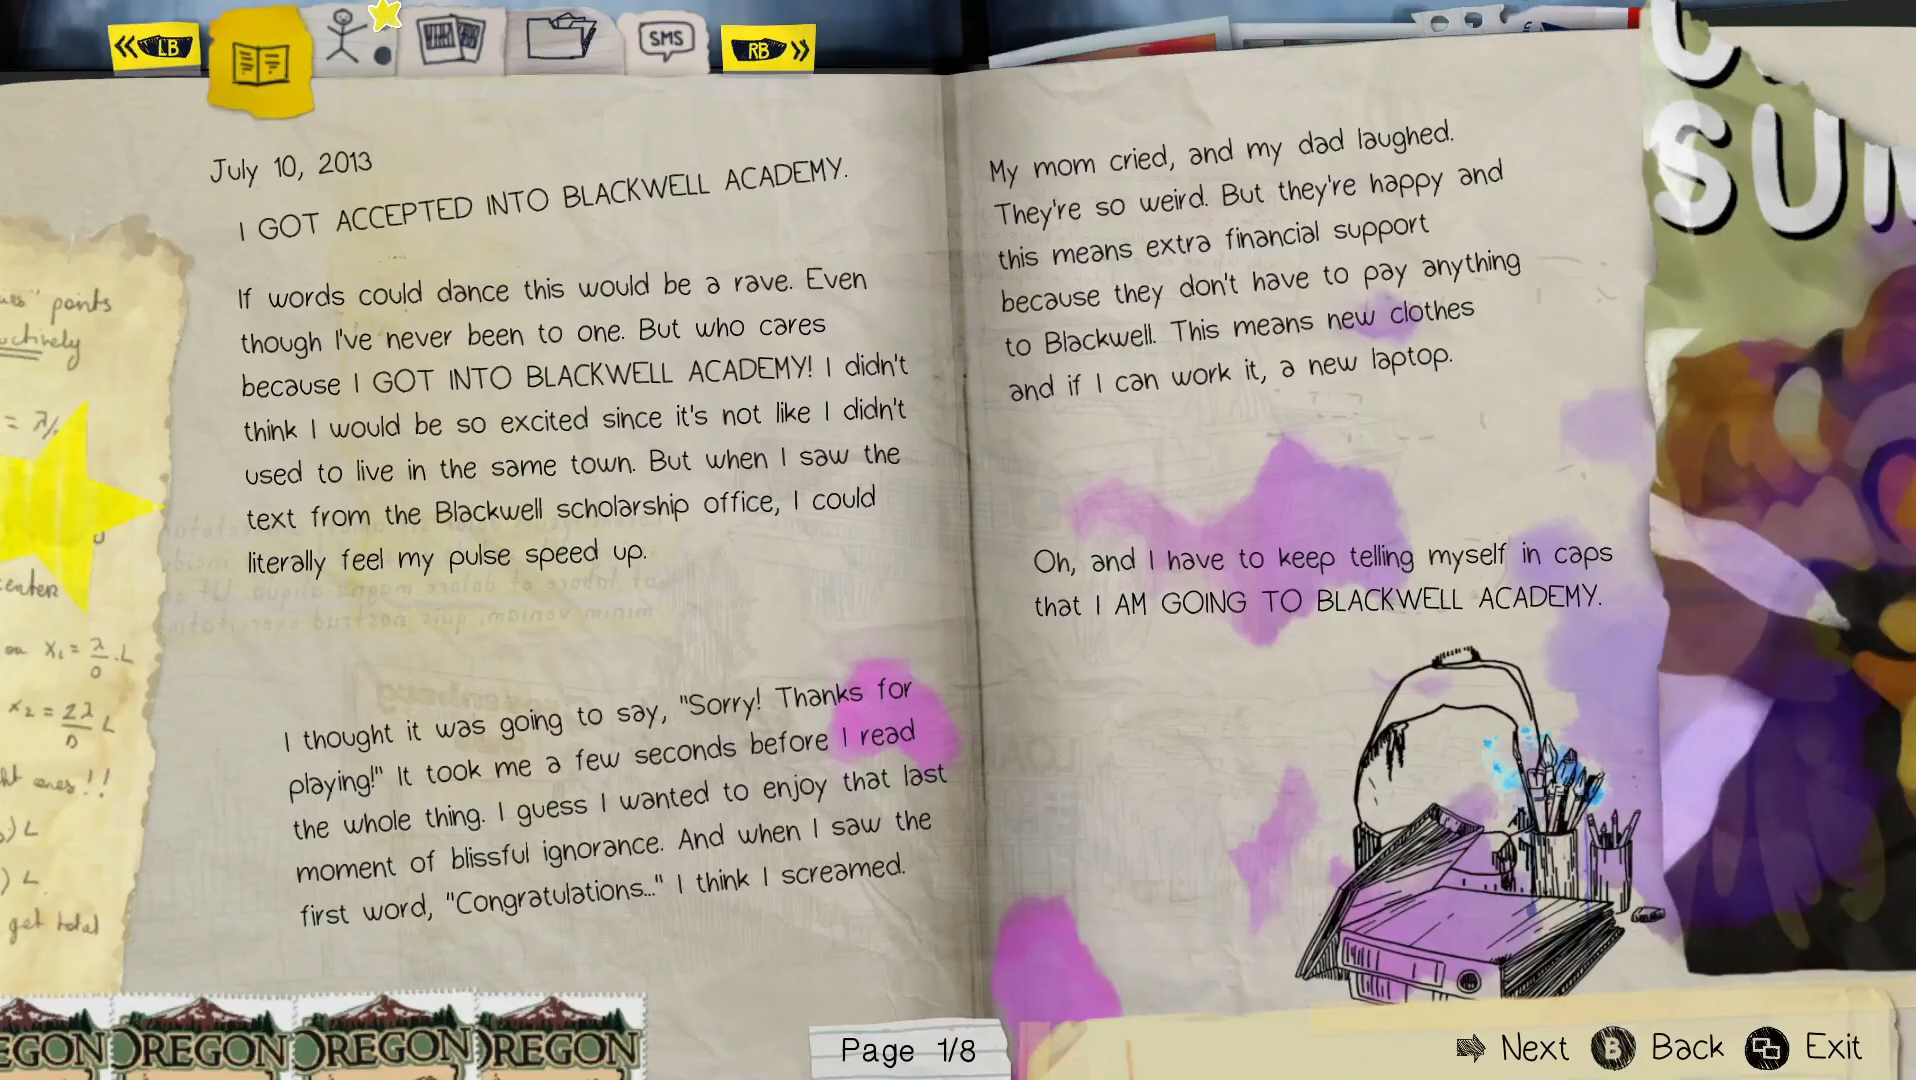 LB
SMS
RB
July 10, 2013
I GOT ACCEPTED INTO BLACKWELL ACADEMY.
If words could dance this would be a rave. Even
though I've never been to one. But who cares
because I GOT INTO BLACKWELL ACADEMY! I didn't
think I would be so excited since it's not like I didn't
used to live in the same town. But when I saw the
text from the Blackwell scholarship office, I could
literally feel my pulse speed up.
I thought it was going to say, "Sorry! Thanks for
playing!" It took me a few seconds before I read
the whole thing. I guess I wanted to enjoy that last
moment of blissful ignorance. And when I saw the
first word, "Congratulations..." I think I screamed.
My mom cried, and my dad laughed.
They're so weird. But they're happy and
this means extra financial support
because they don't have to pay anything
to Blackwell. This means new clothes
and if I can work it, a new laptop.
Oh, and I have to keep telling myself in caps
that I AM GOING TO BLACKWELL ACADEMY.
points
= λ/
center
x₁ = λ/D . L
x₂ = 2λ/D L
ones!!
) L
) L
get total
EGON OREGON OREGON OREGON
Page 1/8
Next B Back Exit